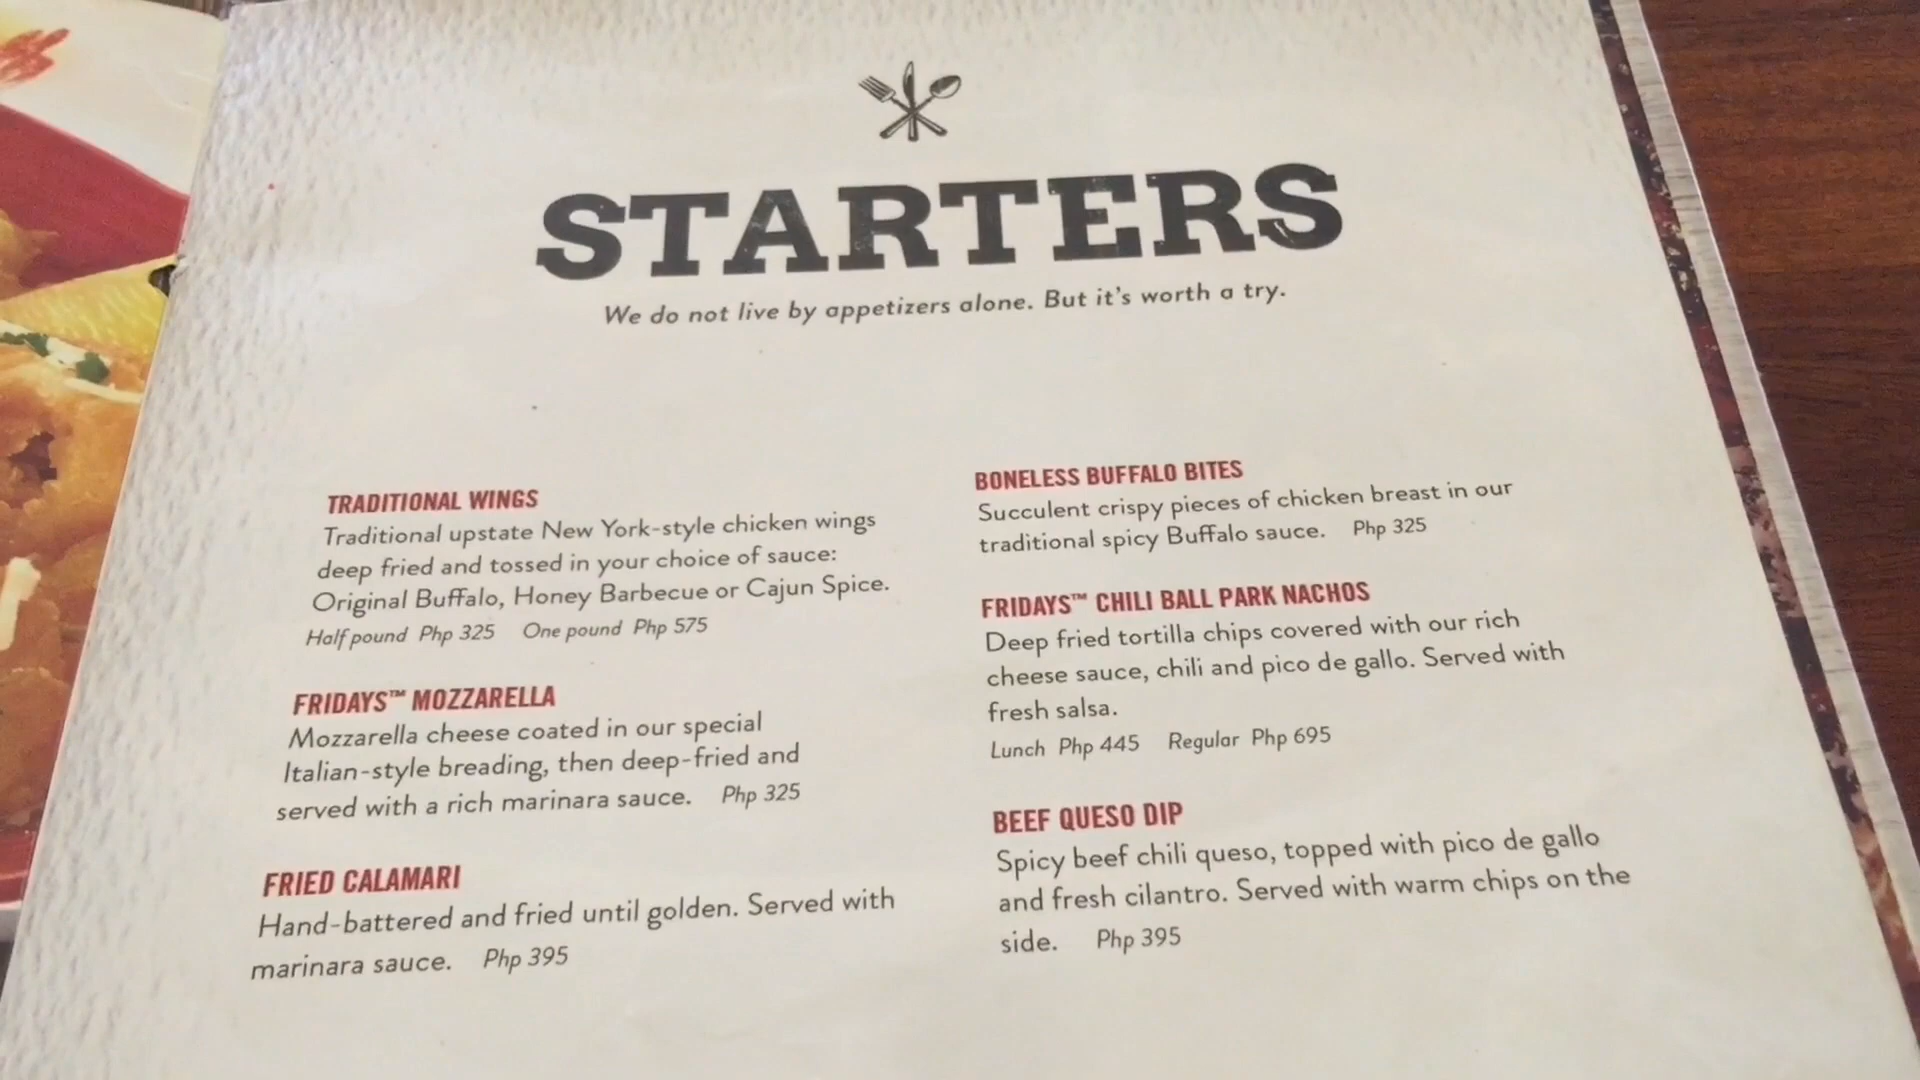 STARTERS
We do not live by appetizers alone. But it's worth a try.
TRADITIONAL WINGS
Traditional upstate New York-style chicken wings
deep fried and tossed in your choice of sauce:
Original Buffalo, Honey Barbecue or Cajun Spice.
Half pound Php 325 One pound Php 575
FRIDAYS™ MOZZARELLA
Mozzarella cheese coated in our special
Italian-style breading, then deep-fried and
served with a rich marinara sauce. Php 325
FRIED CALAMARI
Hand-battered and fried until golden. Served with
marinara sauce. Php 395
BONELESS BUFFALO BITES
Succulent crispy pieces of chicken breast in our
traditional spicy Buffalo sauce. Php 325
FRIDAYS™ CHILI BALL PARK NACHOS
Deep fried tortilla chips covered with our rich
cheese sauce, chili and pico de gallo. Served with
fresh salsa.
Lunch Php 445 Regular Php 695
BEEF QUESO DIP
Spicy beef chili queso, topped with pico de gallo
and fresh cilantro. Served with warm chips on the
side. Php 395